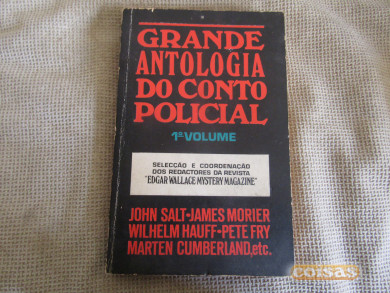 GRANDE
ANTOLOGIA
DO CONTO
POLICIAL
1º VOLUME
SELECÇÃO E COORDENAÇÃO
DOS REDACTORES DA REVISTA
"EDGAR WALLACE MYSTERY MAGAZINE"
JOHN SALT-JAMES MORIER
WILHELM HAUFF-PETE FRY
MARTEN CUMBERLAND, etc.
coisas